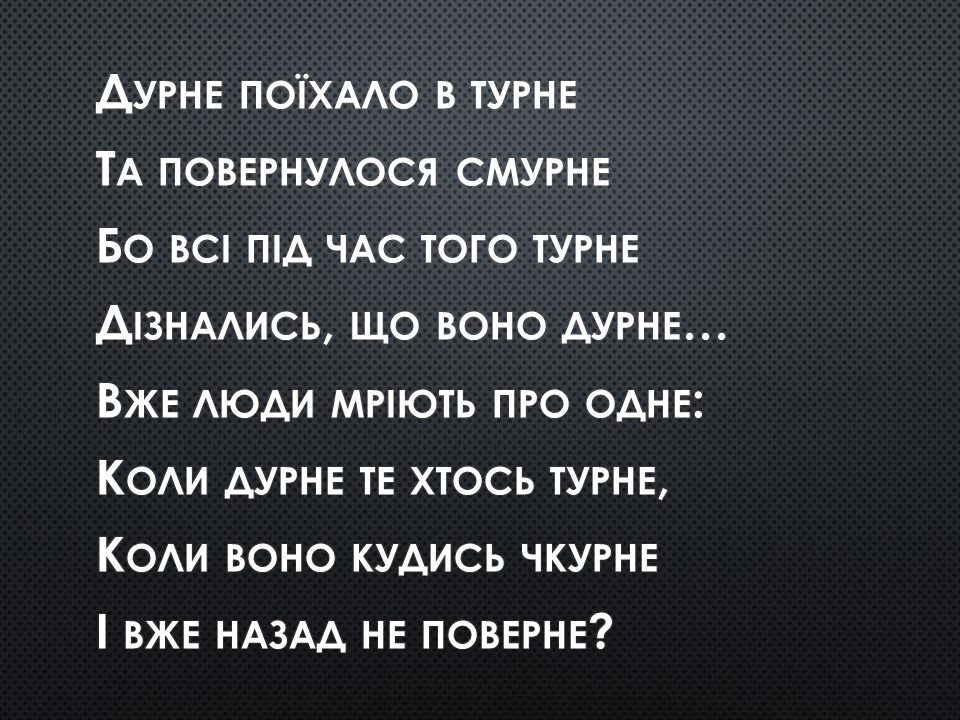 Дурне поїхало в турне
Та повернулося смурне
Бо всі під час того турне
Дізнались, що воно дурне...
Вже люди мріють про одне:
Коли дурне те хтось турне,
Коли воно кудись чкурне
І вже назад не поверне?